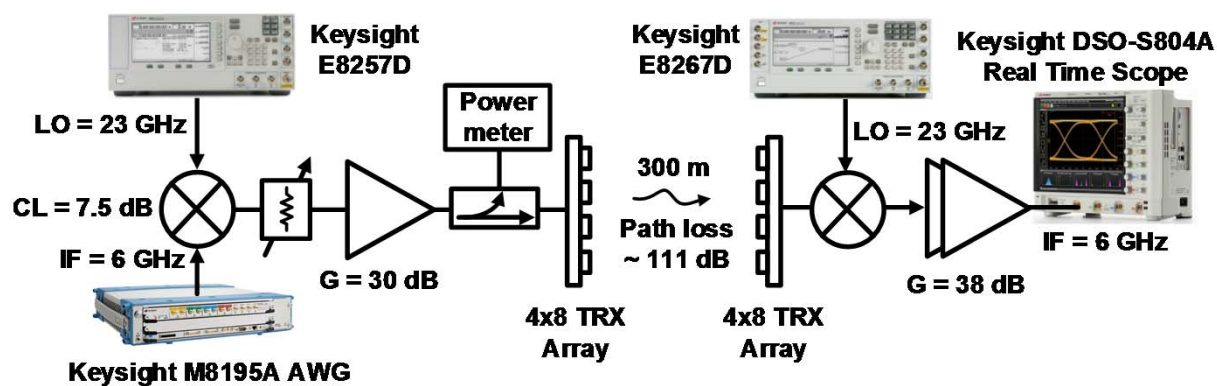 Keysight
E8257D
LO = 23 GHz
CL = 7.5 dB
IF = 6 GHz
Keysight M8195A AWG
G = 30 dB
Power
meter
4x8 TRX
Array
300 m
Path loss
~ 111 dB
4x8 TRX
Array
Keysight
E8267D
LO = 23 GHz
G = 38 dB
Keysight DSO-S804A
Real Time Scope
IF = 6 GHz